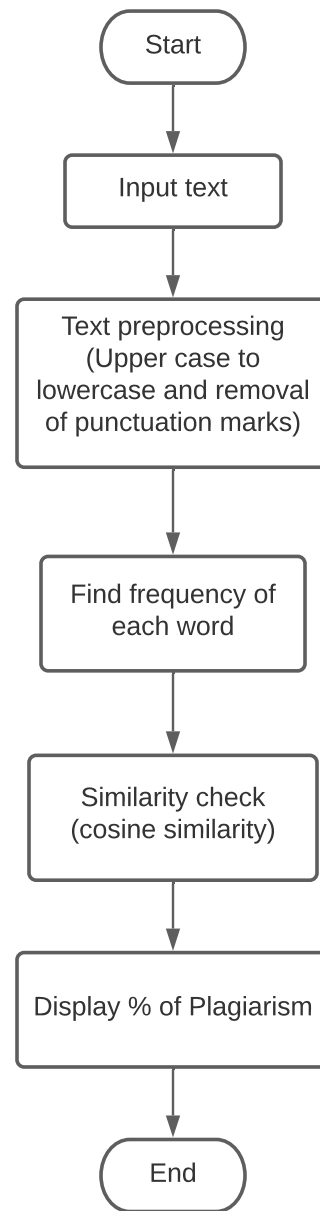 Start
Input text
Text preprocessing
(Upper case to
lowercase and removal
of punctuation marks)
Find frequency of
each word
Similarity check
(cosine similarity)
Display % of Plagiarism
End